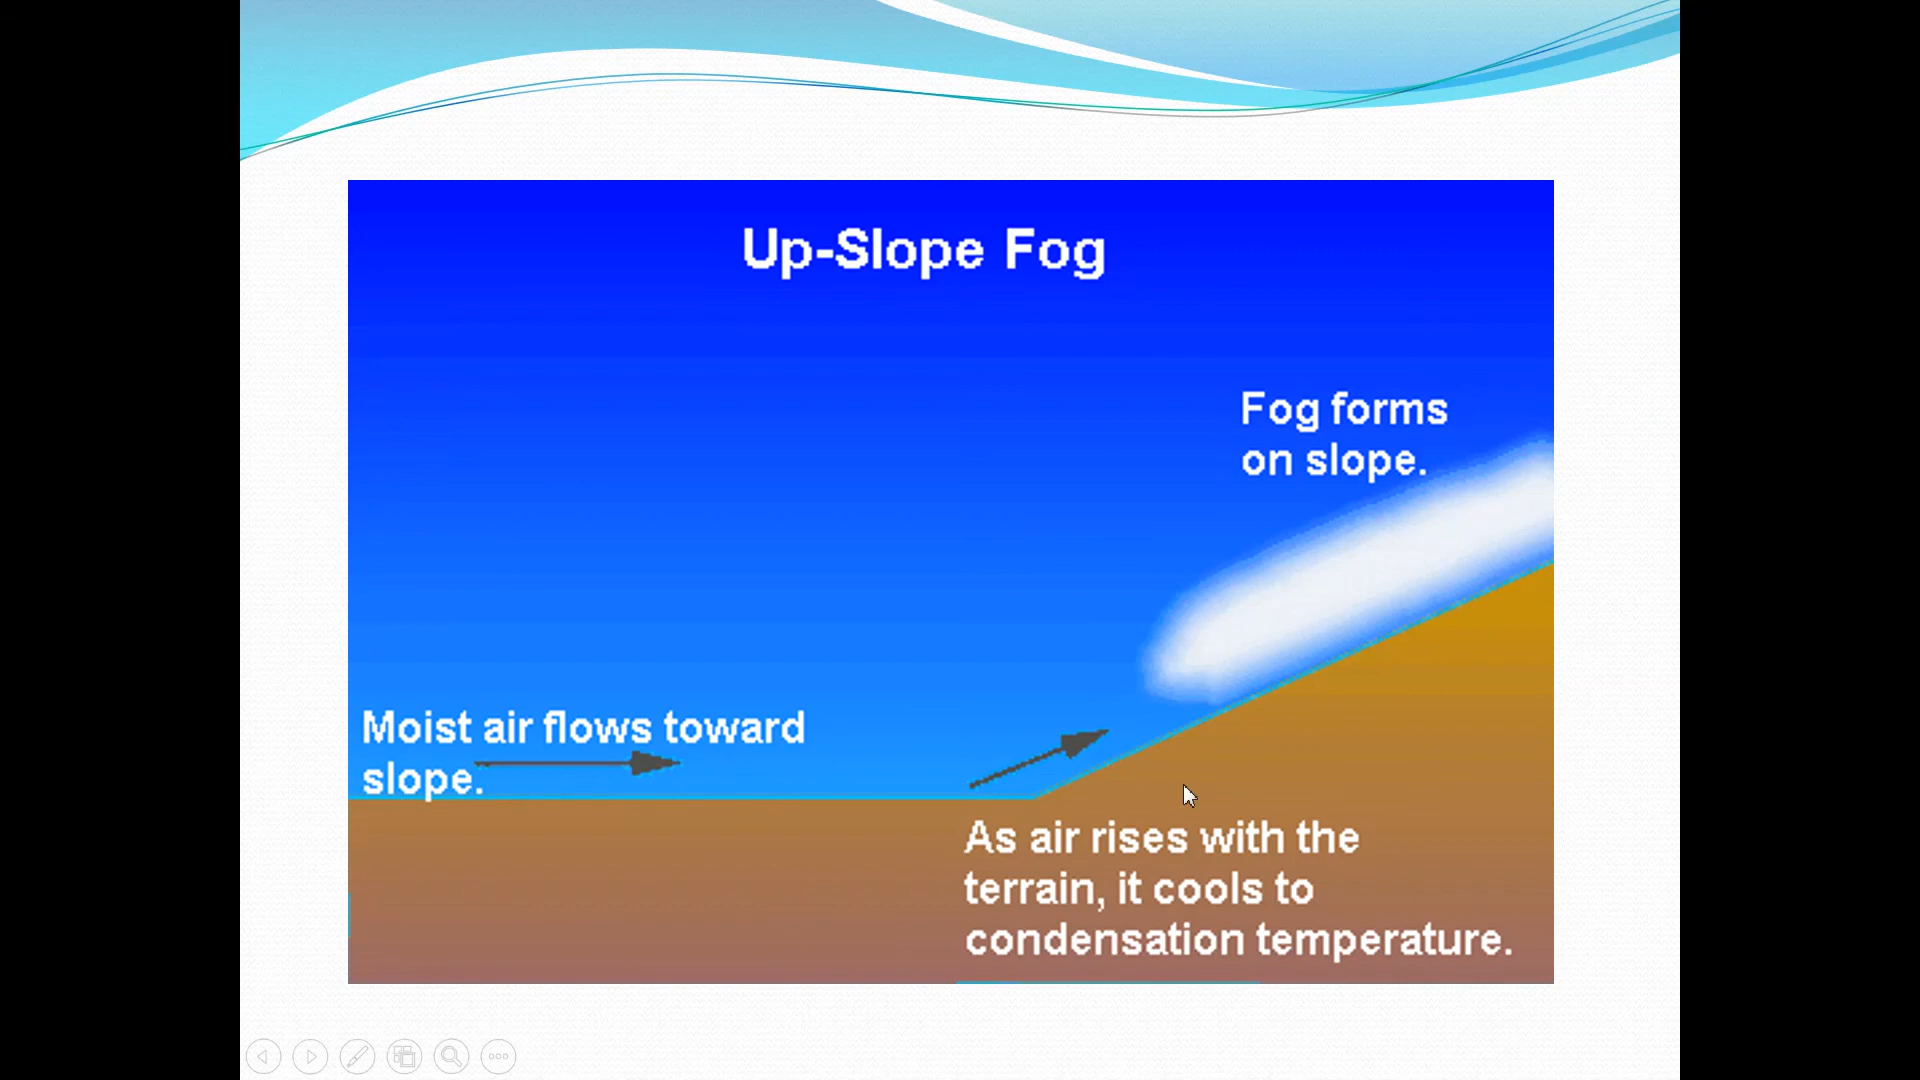 Up-Slope Fog
Fog forms
on slope.
Moist air flows toward
slope.
As air rises with the
terrain, it cools to
condensation temperature.